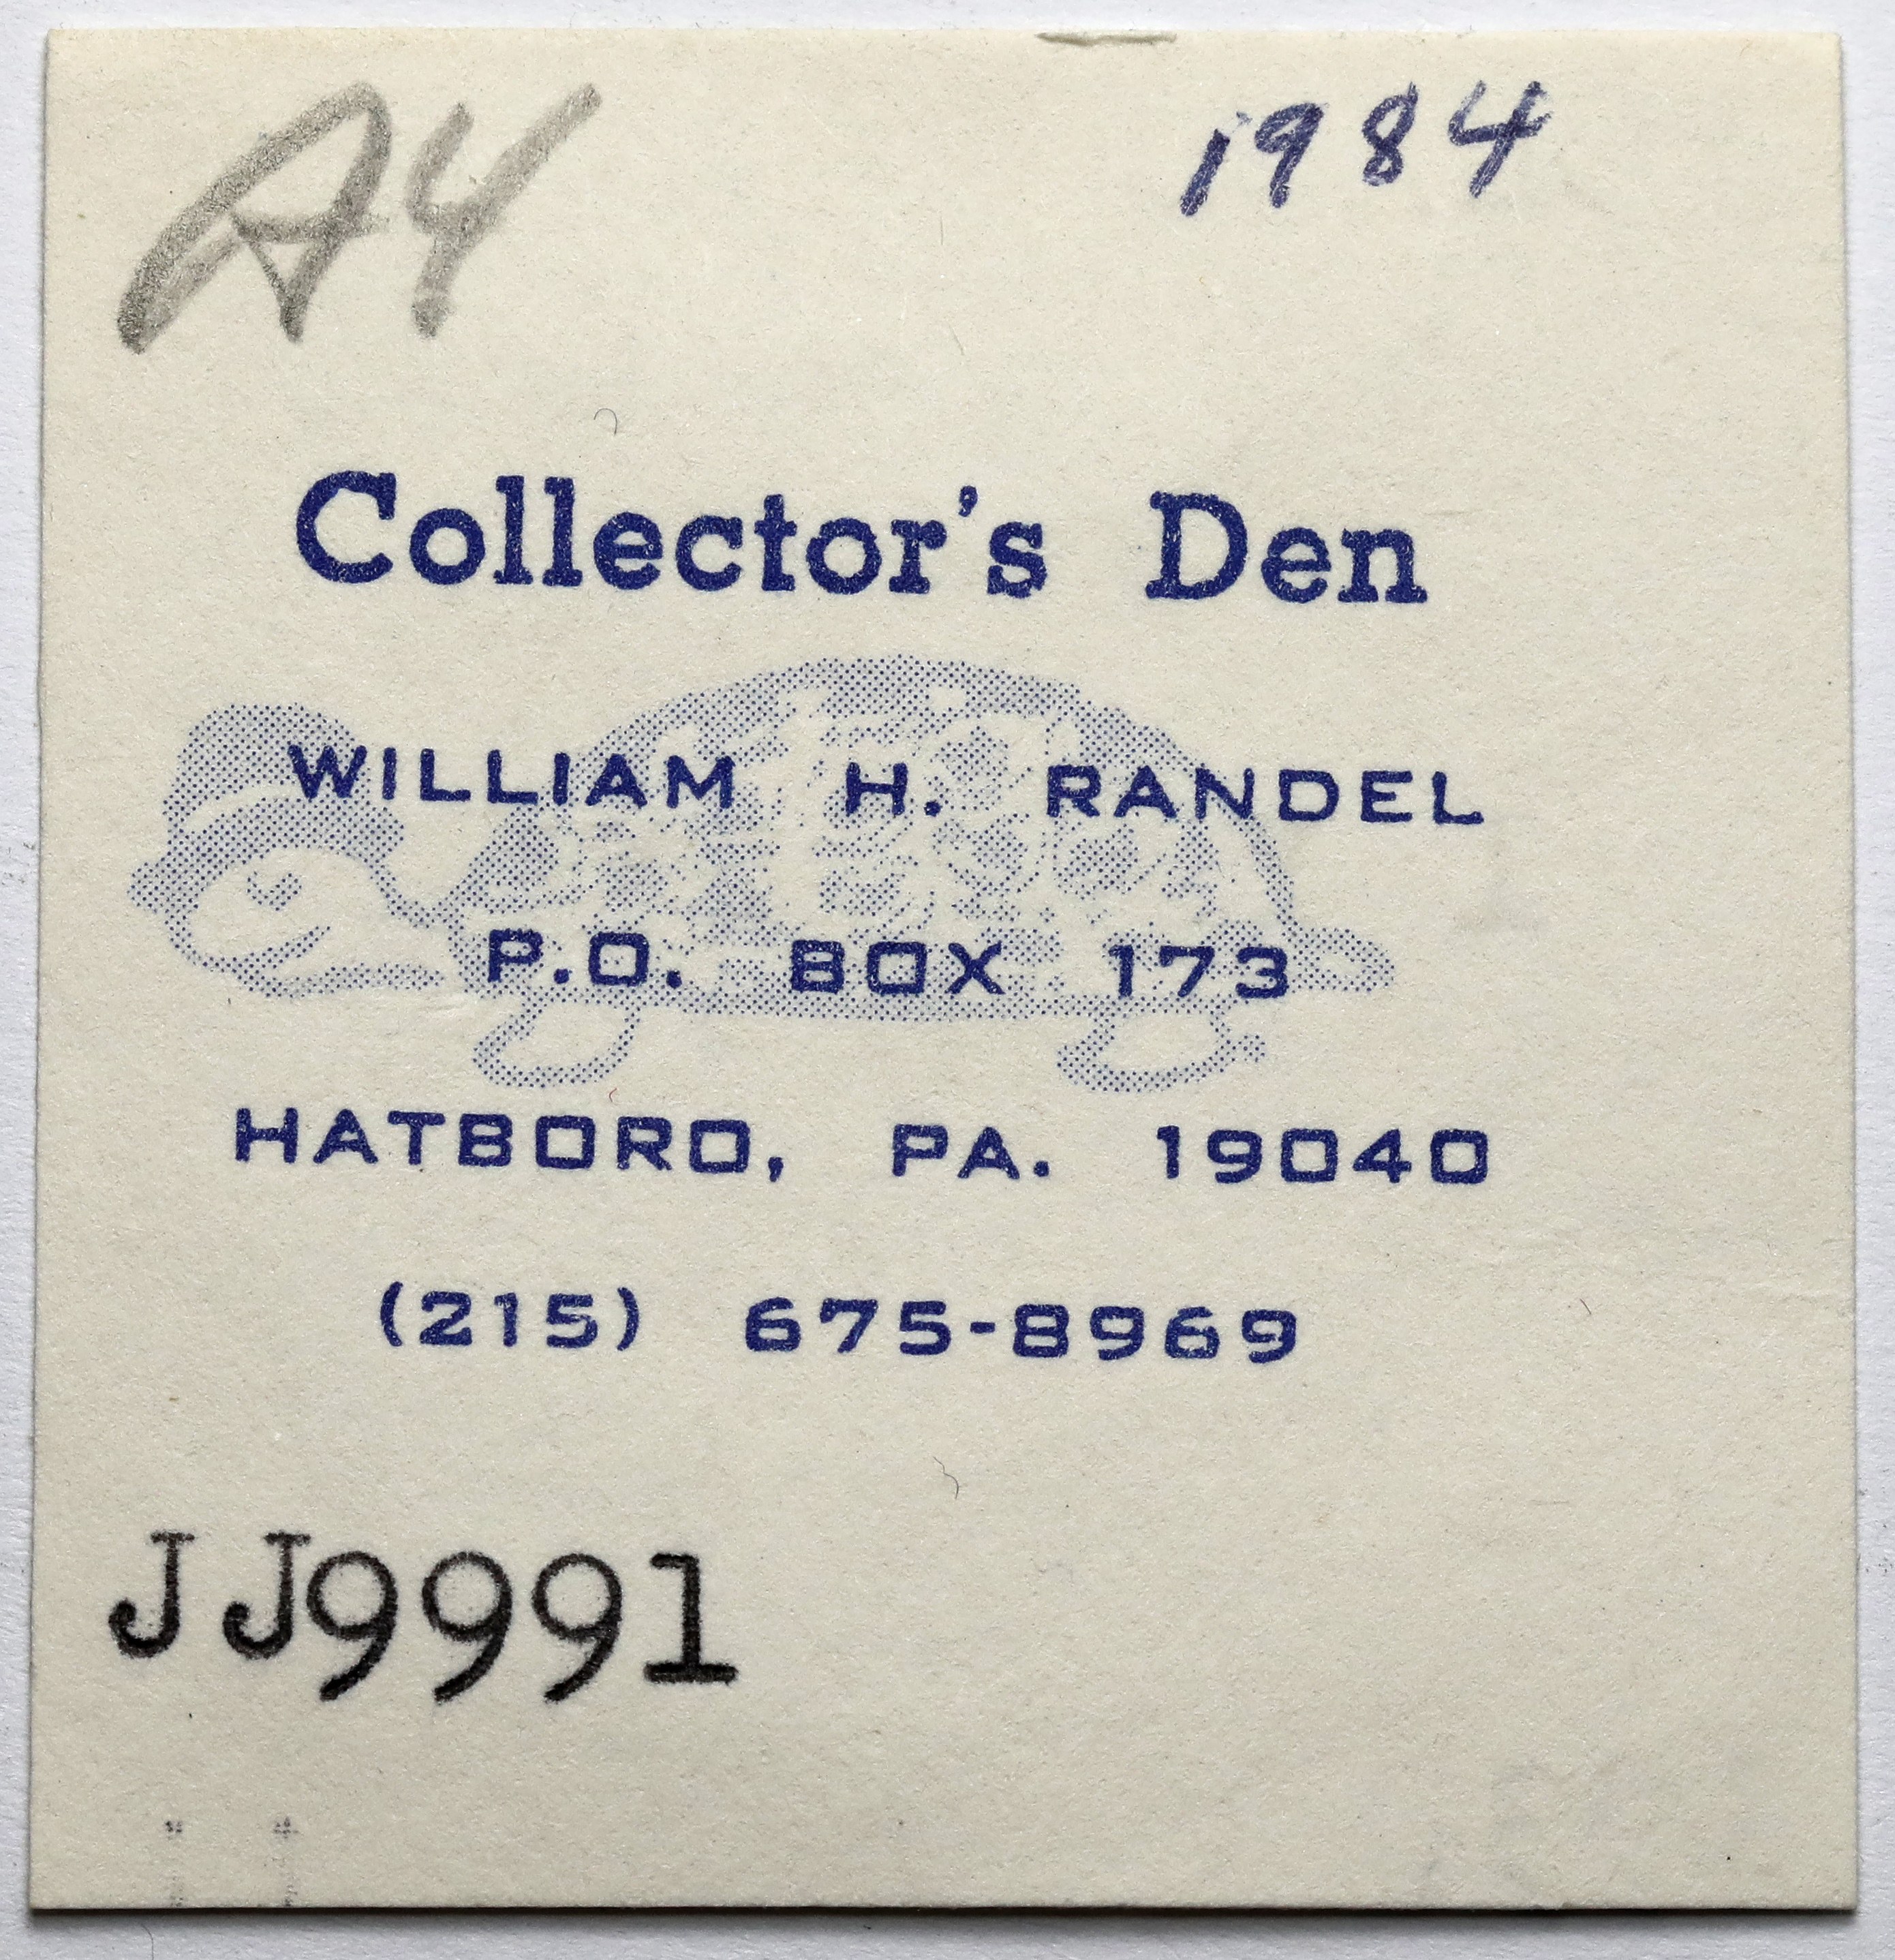 A4 1984
Collector's Den
WILLIAM H. RANDEL
P.O. BOX 173
HATBORO, PA. 19040
(215) 675-8969
JJ9991